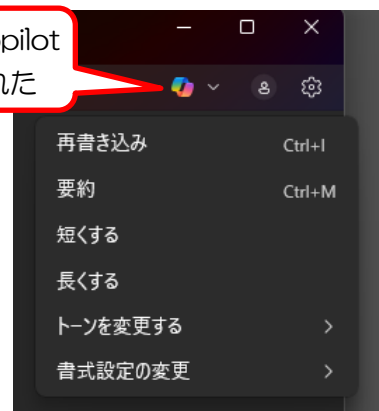 pilot
れた
再書き込み Ctrl+I
要約 Ctrl+M
短くする
長くする
トーンを変更する
書式設定の変更